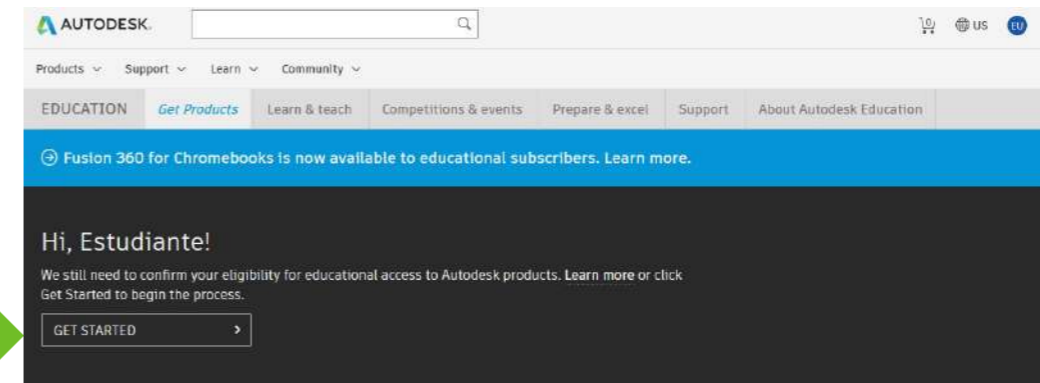 AUTODESK.
0
US
EU
Products
Support
Learn
Community
EDUCATION
Get Products
Learn & teach
Competitions & events
Prepare & excel
Support
About Autodesk Education
Fusion 360 for Chromebooks is now available to educational subscribers. Learn more.
Hi, Estudiante!
We still need to confirm your eligibility for educational access to Autodesk products. Learn more or click
Get Started to begin the process.
GET STARTED